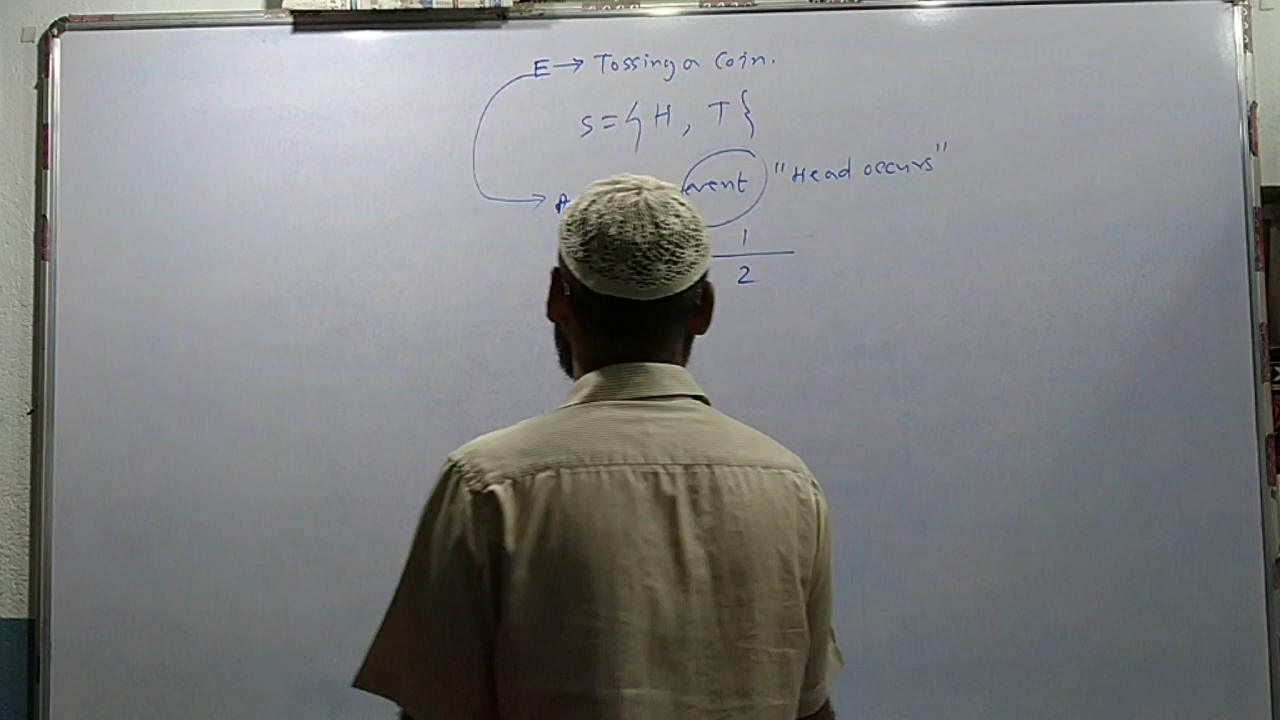 E → Tossing a Coin.
S = { H, T }
A event "Head occurs"
1
2